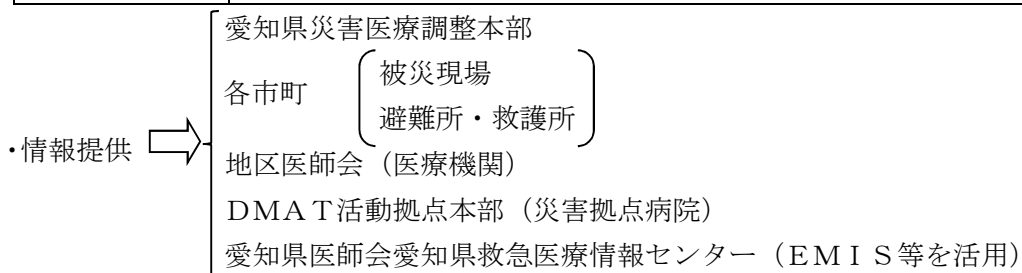 愛知県災害医療調整本部
各市町
被災現場
避難所・救護所
・情報提供
地区医師会（医療機関）
ＤＭＡＴ活動拠点本部（災害拠点病院）
愛知県医師会愛知県救急医療情報センター（ＥＭＩＳ等を活用）